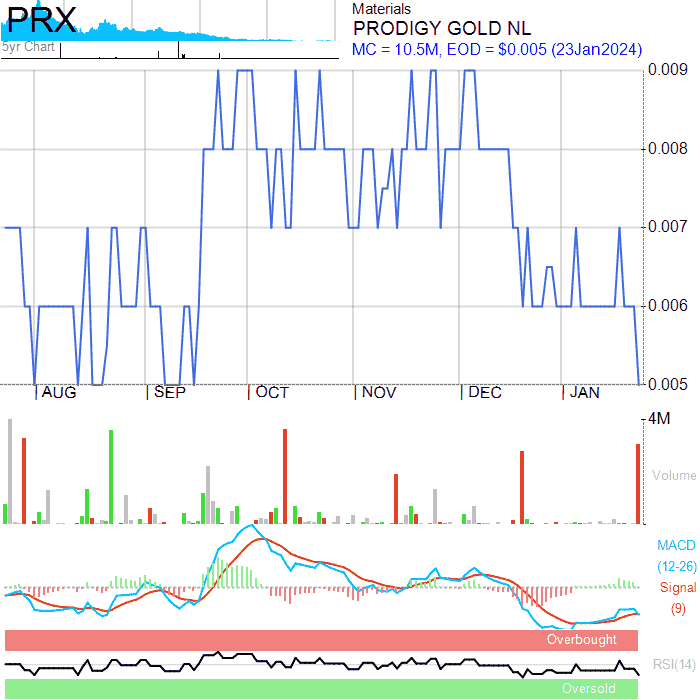 PRX
5yr Chart
Materials
PRODIGY GOLD NL
MC = 10.5M, EOD = $0.005 (23Jan2024)
0.009
0.008
0.007
0.006
0.005
AUG SEP OCT NOV DEC JAN
4M
Volume
MACD
(12-26)
Signal
(9)
Overbought
RSI(14)
Oversold